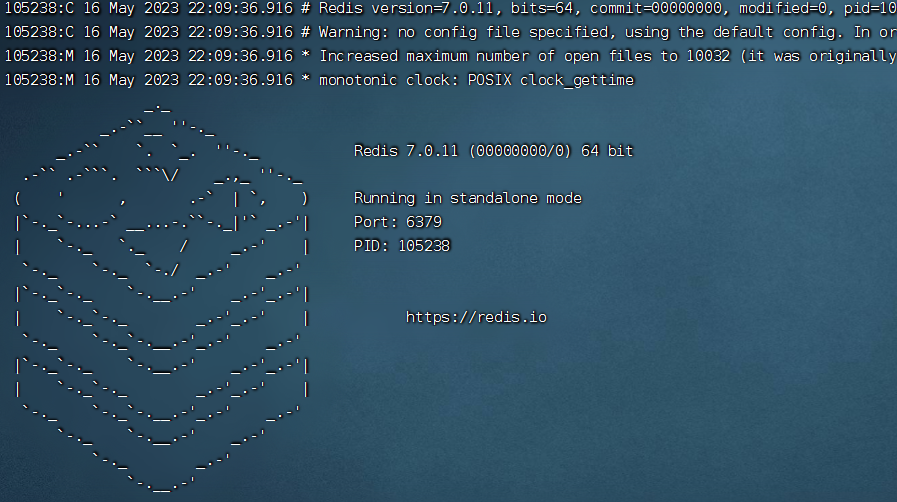 105238:C 16 May 2023 22:09:36.916 # Redis version=7.0.11, bits=64, commit=00000000, modified=0, pid=10
105238:C 16 May 2023 22:09:36.916 # Warning: no config file specified, using the default config. In or
105238:M 16 May 2023 22:09:36.916 * Increased maximum number of open files to 10032 (it was originally
105238:M 16 May 2023 22:09:36.916 * monotonic clock: POSIX clock_gettime
Redis 7.0.11 (00000000/0) 64 bit
Running in standalone mode
Port: 6379
PID: 105238
https://redis.io